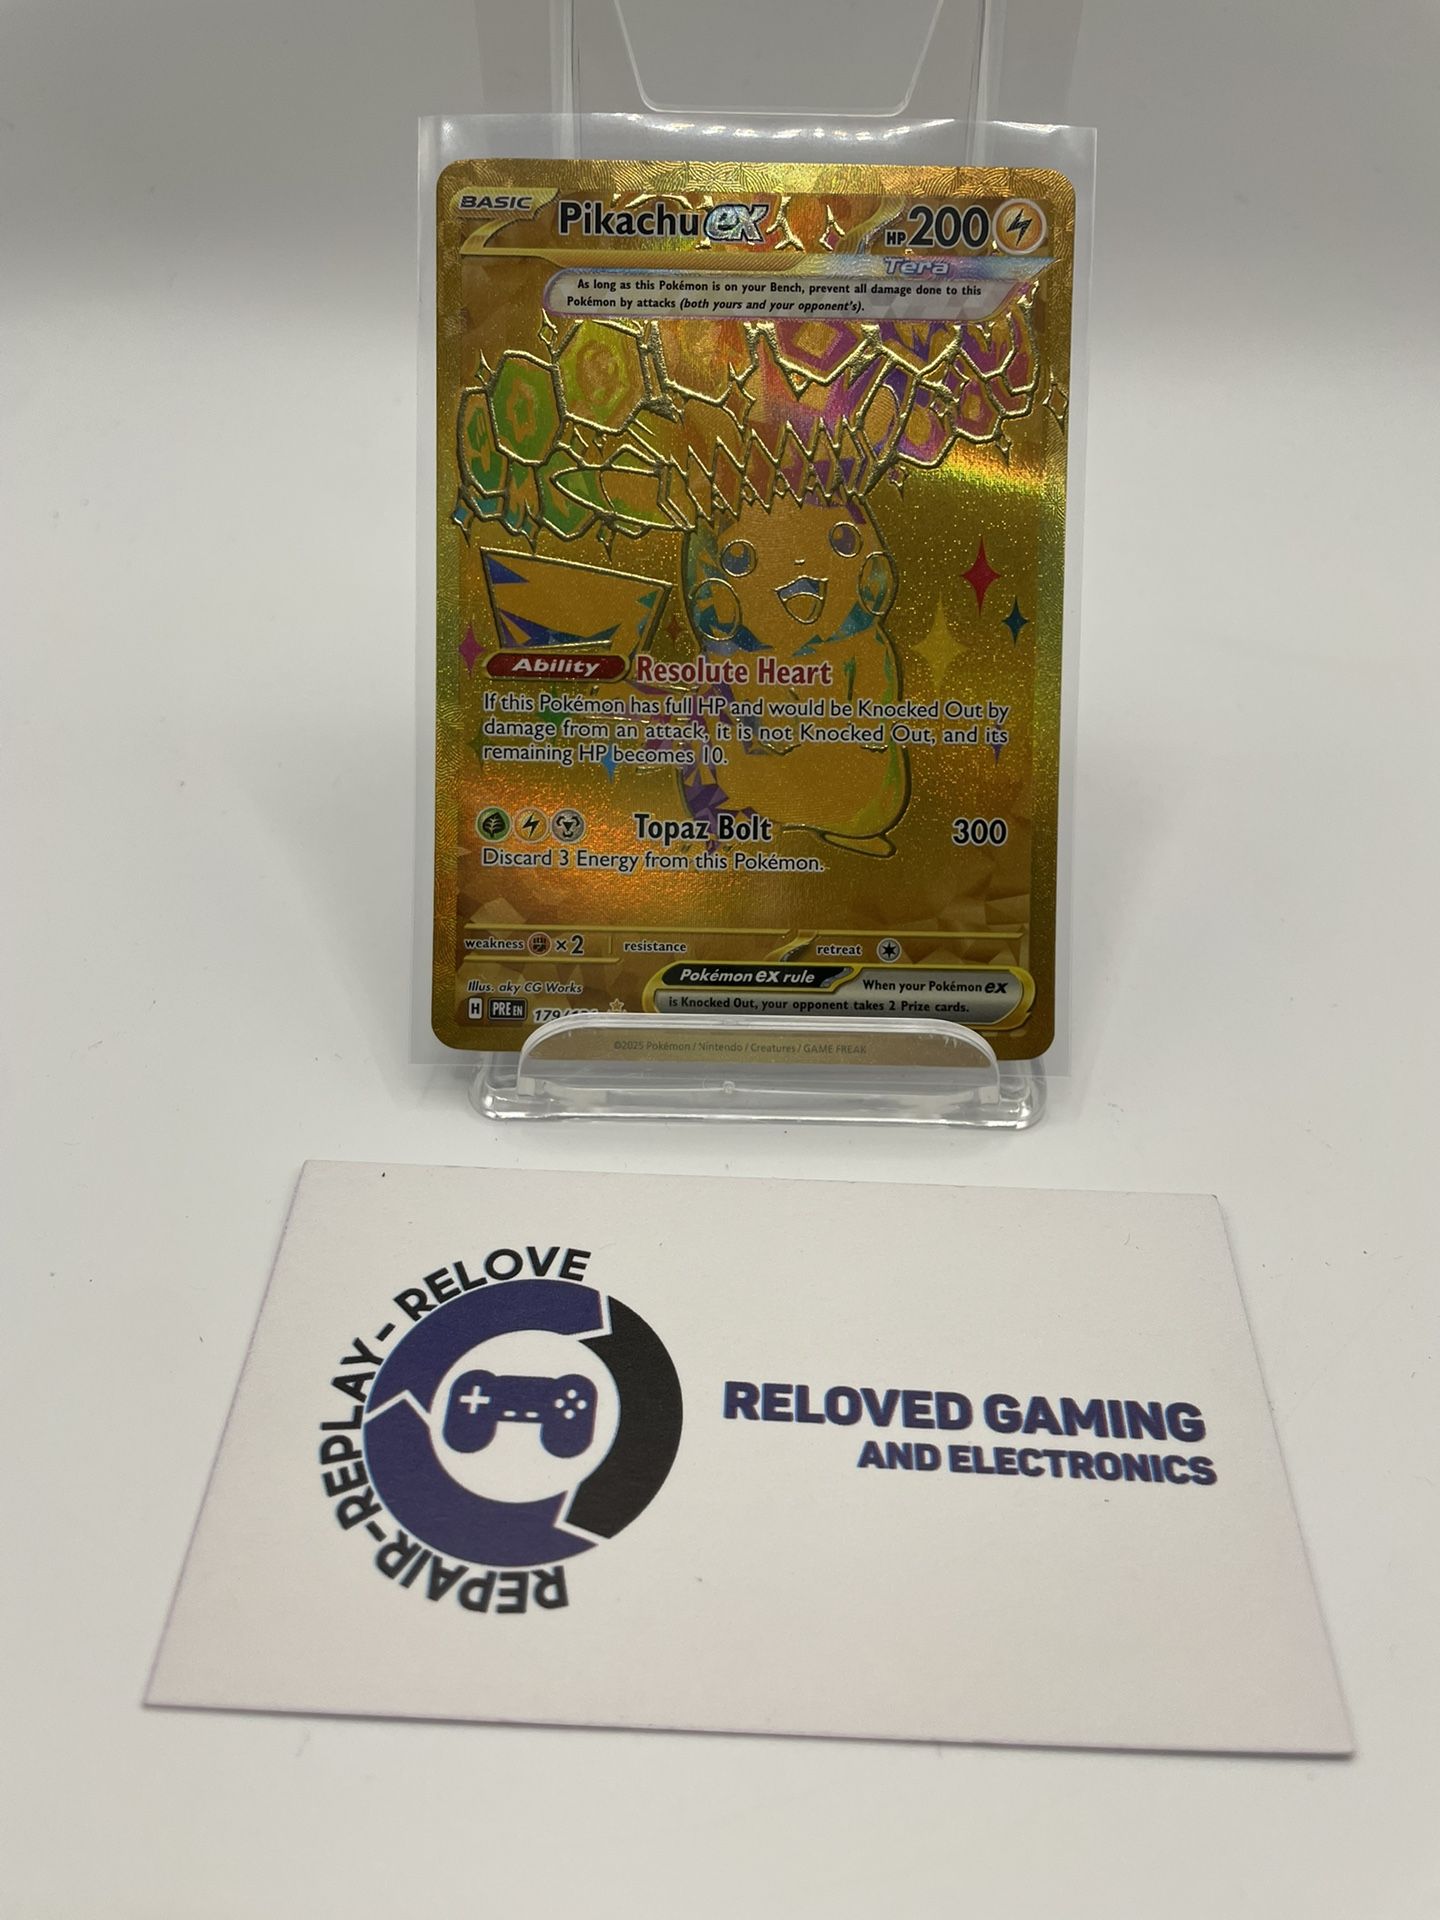 BASIC Pikachu ex HP 200
Tera
As long as this Pokémon is on your Bench, prevent all damage done to this
Pokémon by attacks (both yours and your opponent's).
Ability Resolute Heart
If this Pokémon has full HP and would be Knocked Out by
damage from an attack, it is not Knocked Out, and its
remaining HP becomes 10.
Topaz Bolt 300
Discard 3 Energy from this Pokémon.
weakness ×2 resistance retreat
Illus. aky CG Works
Pokémon ex rule When your Pokémon ex
is Knocked Out, your opponent takes 2 Prize cards.
H PRE EN 179/
©2025 Pokémon / Nintendo / Creatures / GAME FREAK
REPAIR-REPLAY-RELOVE
RELOVED GAMING
AND ELECTRONICS